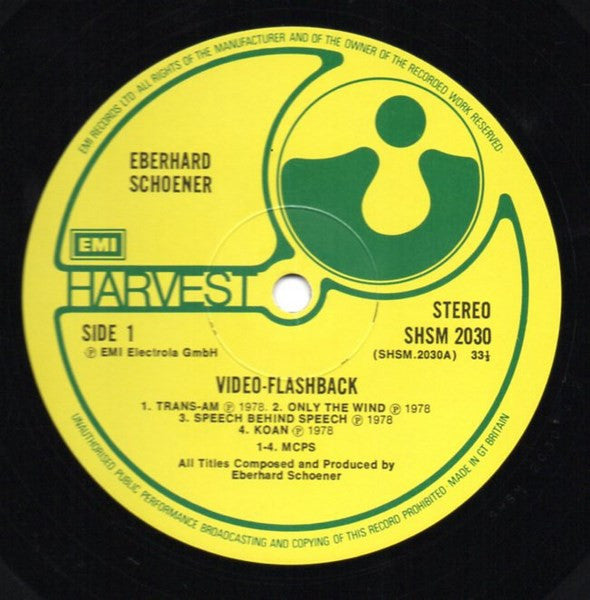 EMI RECORDS LTD ALL RIGHTS OF THE MANUFACTURER AND OF THE OWNER OF THE RECORDED WORK RESERVED·
EBERHARD
SCHOENER
EMI
HARVEST
SIDE 1
Ⓟ EMI Electrola GmbH
STEREO
SHSM 2030
(SHSM.2030A) 33⅓
VIDEO-FLASHBACK
1. TRANS-AM Ⓟ 1978. 2. ONLY THE WIND Ⓟ 1978
3. SPEECH BEHIND SPEECH Ⓟ 1978
4. KOAN Ⓟ 1978
1-4. MCPS
All Titles Composed and Produced by
Eberhard Schoener
UNAUTHORISED PUBLIC PERFORMANCE BROADCASTING AND COPYING OF THIS RECORD PROHIBITED·MADE IN GT BRITAIN